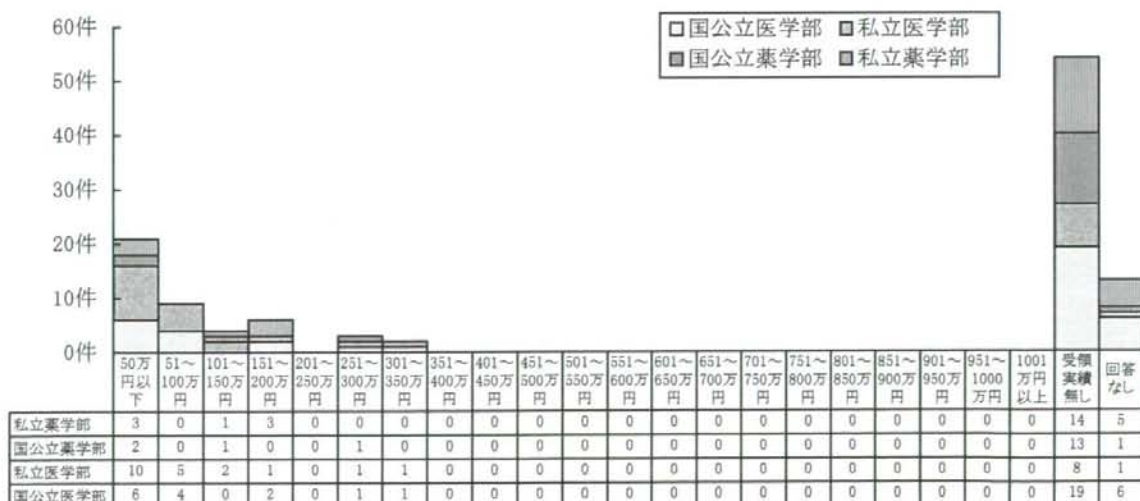 60件
50件
40件
30件
20件
10件
0件
□国公立医学部 ■私立医学部
■国公立薬学部 ■私立薬学部
50万円以下 51～100万円 101～150万円 151～200万円 201～250万円 251～300万円 301～350万円 351～400万円 401～450万円 451～500万円 501～550万円 551～600万円 601～650万円 651～700万円 701～750万円 751～800万円 801～850万円 851～900万円 901～950万円 951～1000万円 1001万円以上 受領実績無し 回答なし
私立薬学部 3 0 1 3 0 0 0 0 0 0 0 0 0 0 0 0 0 0 0 0 0 14 5
国公立薬学部 2 0 1 0 0 1 0 0 0 0 0 0 0 0 0 0 0 0 0 0 0 13 1
私立医学部 10 5 2 1 0 1 1 0 0 0 0 0 0 0 0 0 0 0 0 0 0 8 1
国公立医学部 6 4 0 2 0 1 1 0 0 0 0 0 0 0 0 0 0 0 0 0 0 19 6